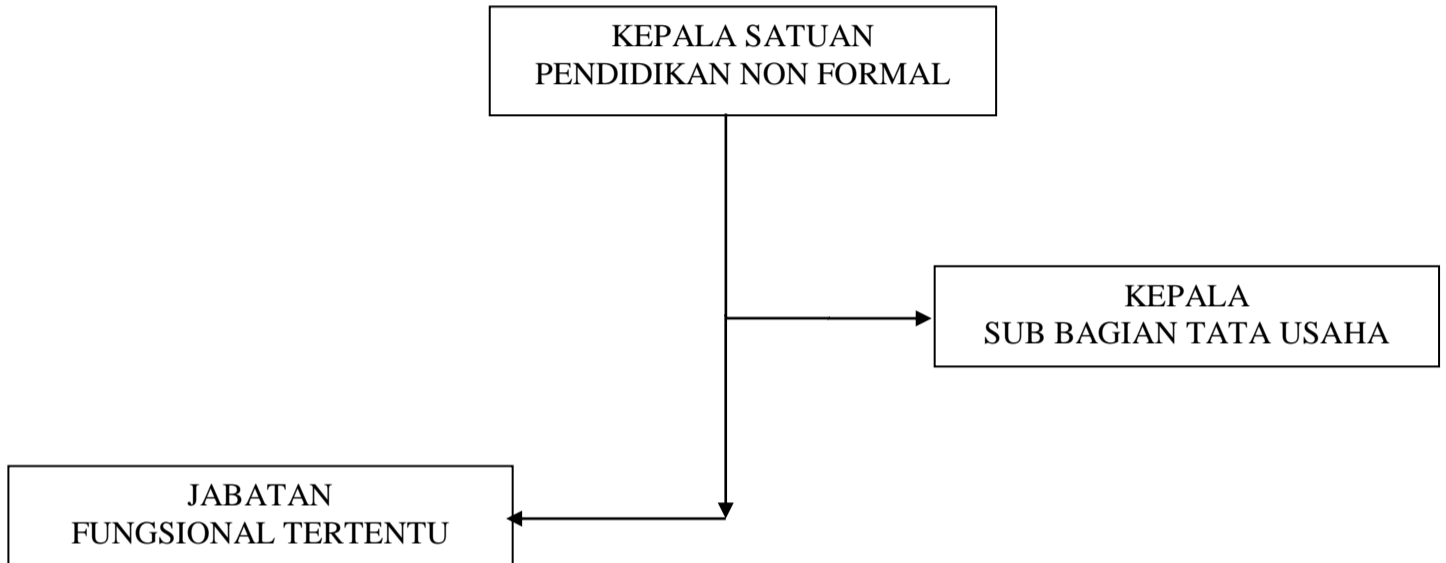 KEPALA SATUAN
PENDIDIKAN NON FORMAL
KEPALA
SUB BAGIAN TATA USAHA
JABATAN
FUNGSIONAL TERTENTU